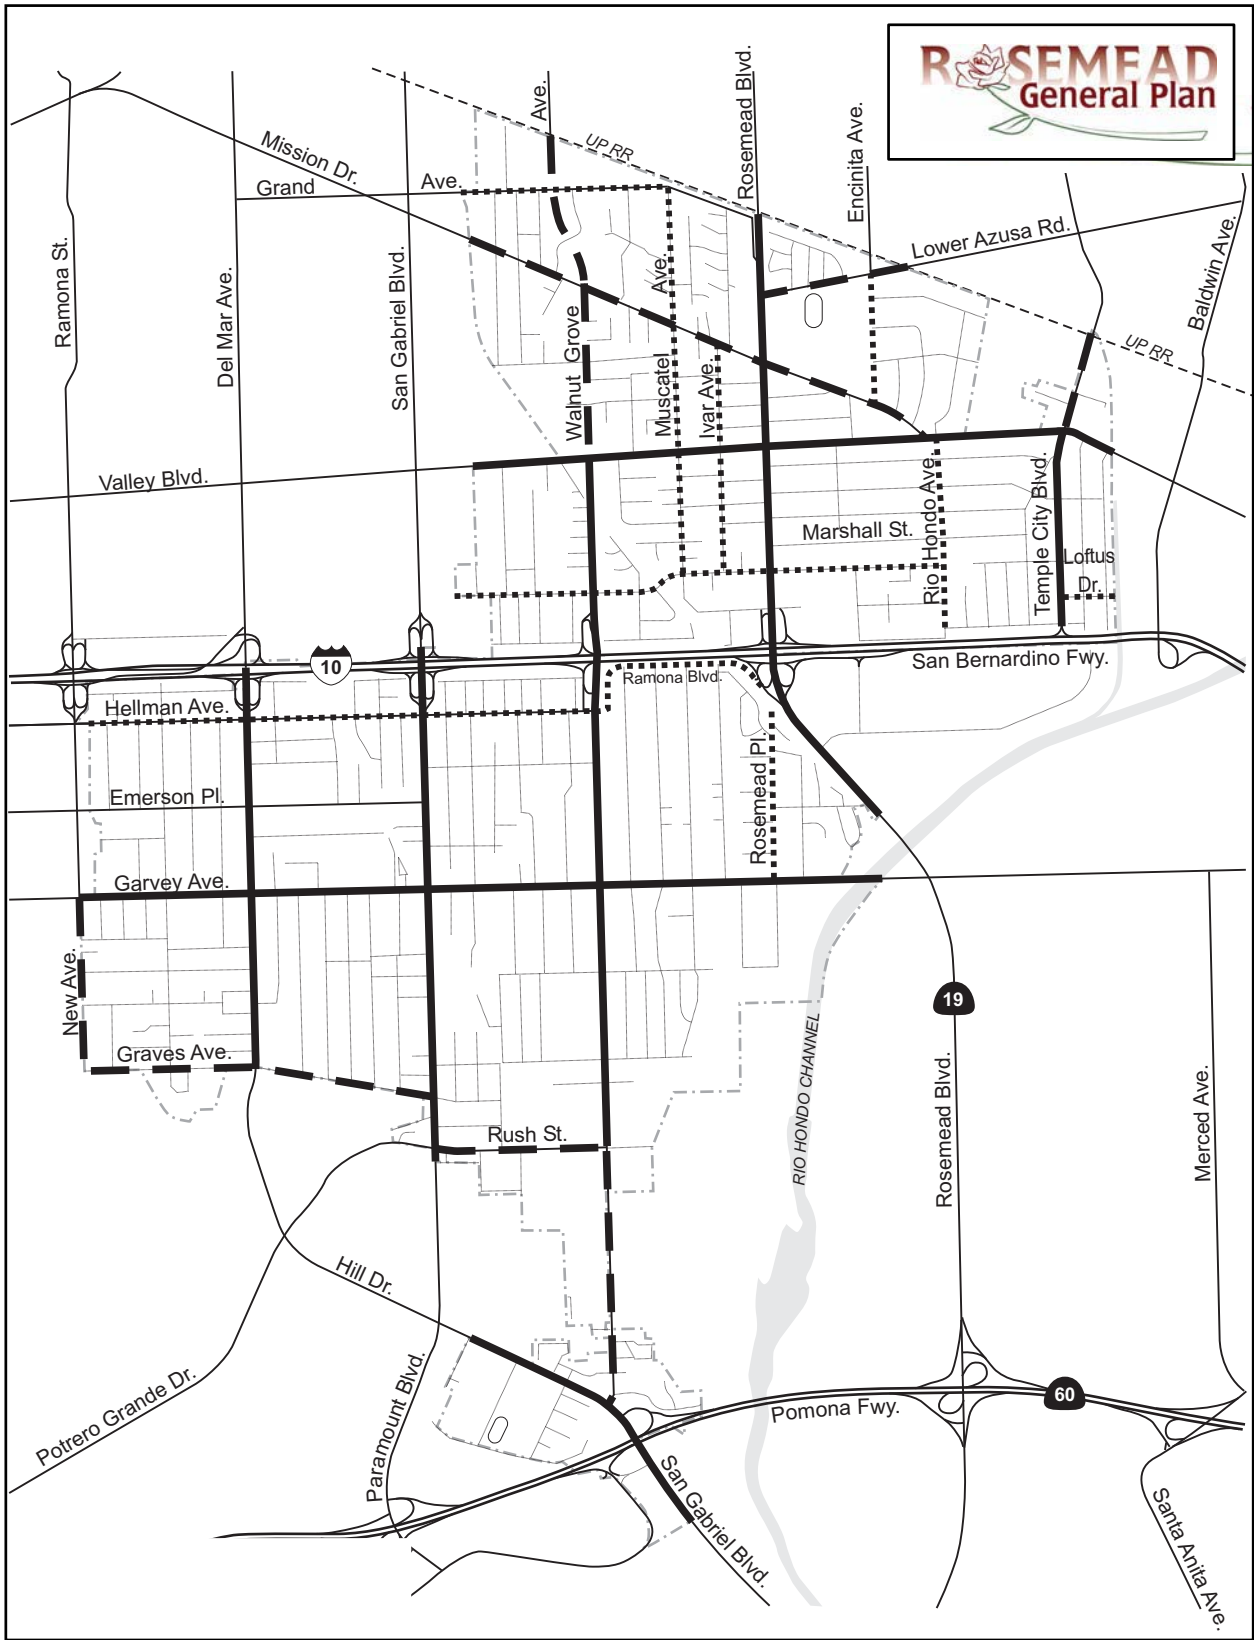 ROSEMEAD
General Plan
Ave.
Rosemead Blvd.
Encinita Ave.
UP RR
Mission Dr.
Grand Ave.
Lower Azusa Rd.
Baldwin Ave.
Ramona St.
Del Mar Ave.
San Gabriel Blvd.
Walnut Grove
Muscatel Ave.
Ivar Ave.
UP RR
Valley Blvd.
Rio Hondo Ave.
Temple City Blvd.
Marshall St.
Loftus
Dr.
10
San Bernardino Fwy.
Ramona Blvd.
Hellman Ave.
Rosemead Pl.
Emerson Pl.
Garvey Ave.
New Ave.
19
Graves Ave.
RIO HONDO CHANNEL
Rosemead Blvd.
Merced Ave.
Rush St.
Hill Dr.
Potrero Grande Dr.
Paramount Blvd.
60
Pomona Fwy.
San Gabriel Blvd.
Santa Anita Ave.